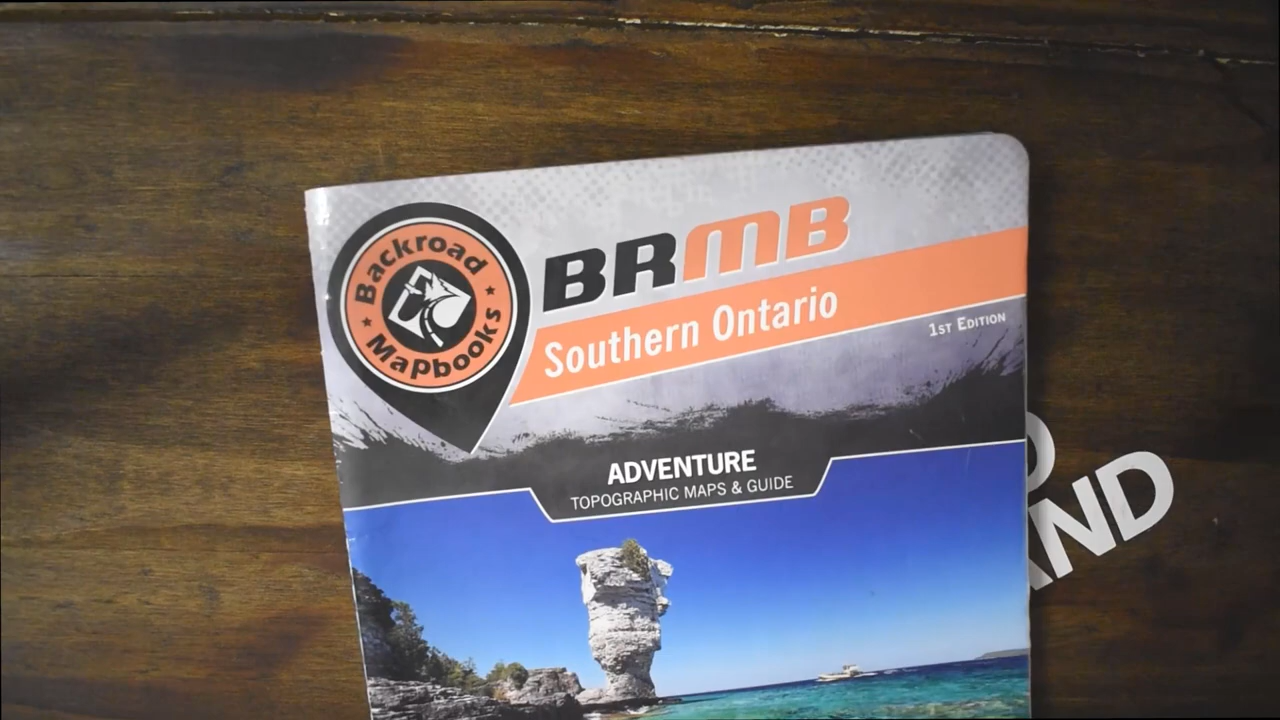 Backroad
Mapbooks
BRMB
Southern Ontario
1ST EDITION
ADVENTURE
TOPOGRAPHIC MAPS & GUIDE